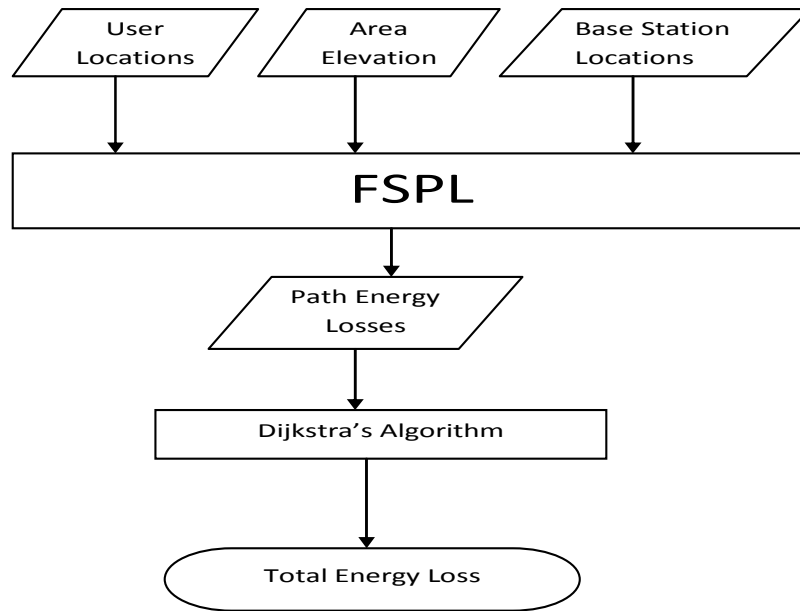 User
Locations
Area
Elevation
Base Station
Locations
FSPL
Path Energy
Losses
Dijkstra’s Algorithm
Total Energy Loss